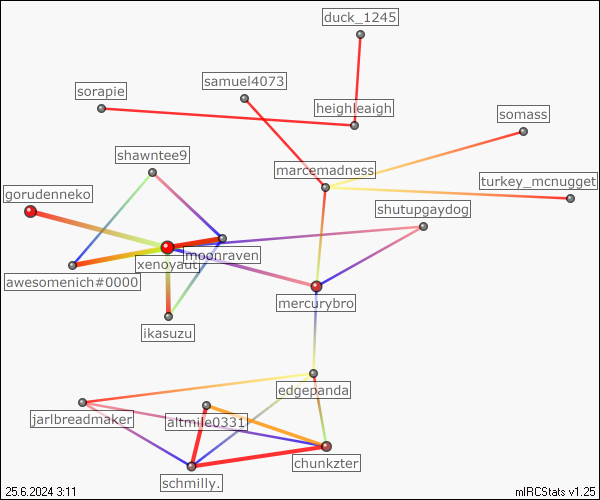 duck_1245
samuel4073
sorapie
heighleaigh
somass
shawntee9
marcemadness
turkey_mcnugget
gorudenneko
shutupgaydog
moonraven
xenoyaut
awesomenich#0000
mercurybro
ikasuzu
edgepanda
jarlbreadmaker
altmile0331
chunkzter
schmilly.
25.6.2024 3:11
mIRCStats v1.25